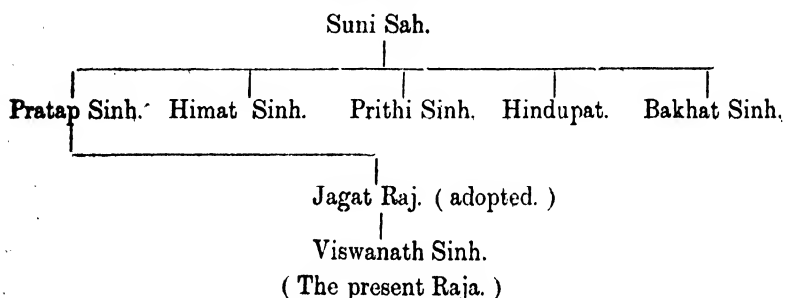 Suni Sah.
Pratap Sinh. Himat Sinh. Prithi Sinh. Hindupat. Bakhat Sinh.
Jagat Raj. ( adopted. )
Viswanath Sinh.
( The present Raja. )